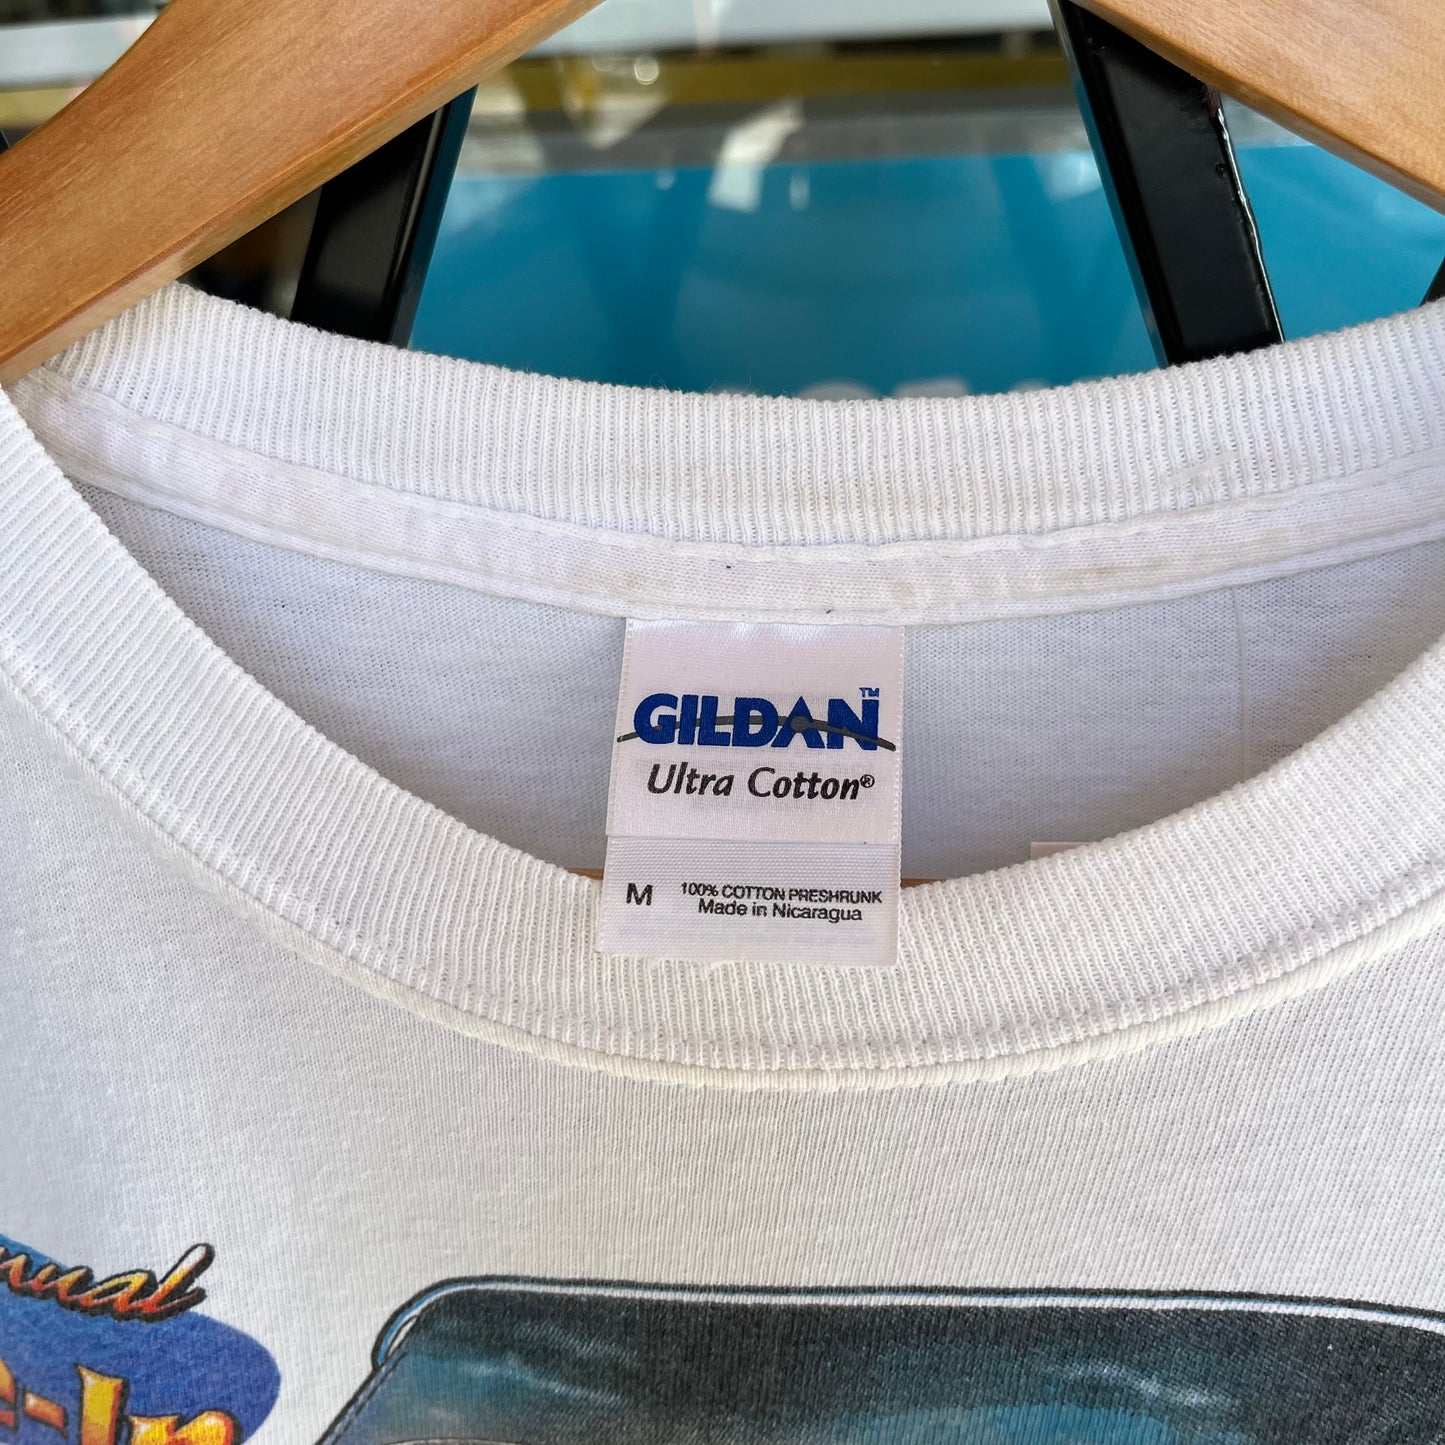 GILDAN™
Ultra Cotton®
M 100% COTTON PRESHRUNK
Made in Nicaragua